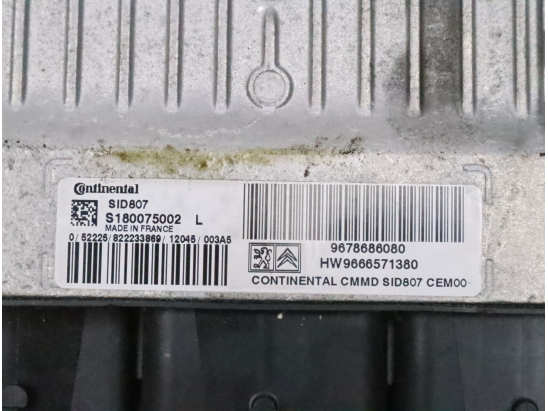 Continental
SID807
S180075002 L
MADE IN FRANCE
0/52225/822233869/12045/003A5
9678686080
HW9666571380
CONTINENTAL CMMD SID807 CEM00